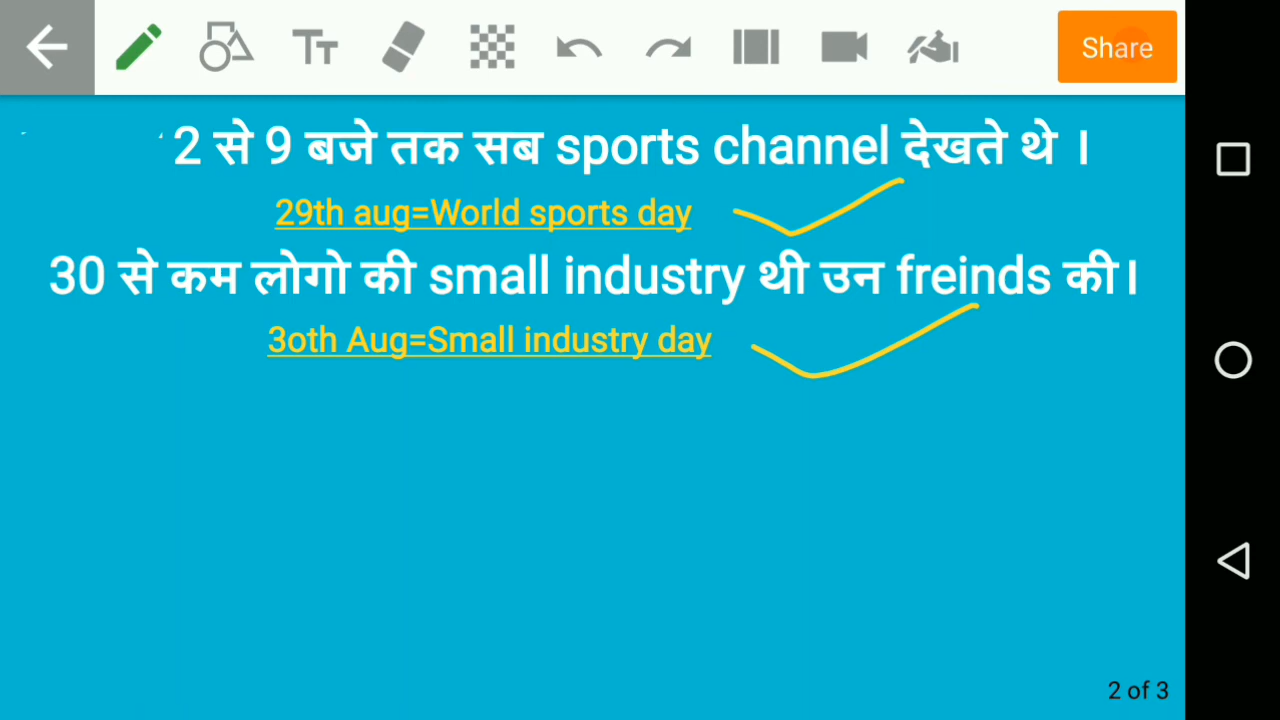 Share
2 से 9 बजे तक सब sports channel देखते थे ।
29th aug=World sports day
30 से कम लोगो की small industry थी उन freinds की।
3oth Aug=Small industry day
2 of 3